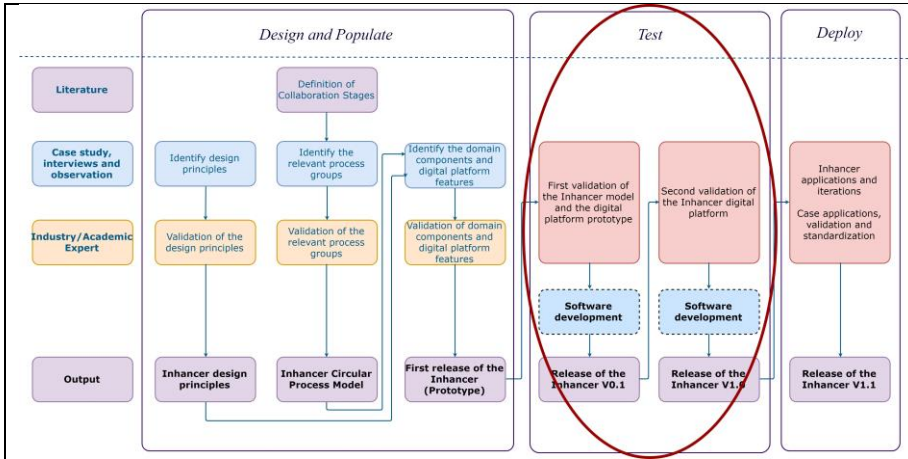 Design and Populate
Test
Deploy
Literature
Definition of
Collaboration Stages
Case study,
interviews and
observation
Identify design
principles
Identify the
relevant process
groups
Identify the domain
components and
digital platform
features
First validation of
the Inhancer model
and the digital
platform prototype
Second validation of
the Inhancer digital
platform
Inhancer
applications and
iterations
Case applications,
validation and
standardization
Industry/Academic
Expert
Validation of the
design principles
Validation of the
relevant process
groups
Validation of domain
components and
digital platform
features
Software
development
Software
development
Output
Inhancer design
principles
Inhancer Circular
Process Model
First release of the
Inhancer
(Prototype)
Release of the
Inhancer V0.1
Release of the
Inhancer V1.0
Release of the
Inhancer V1.1